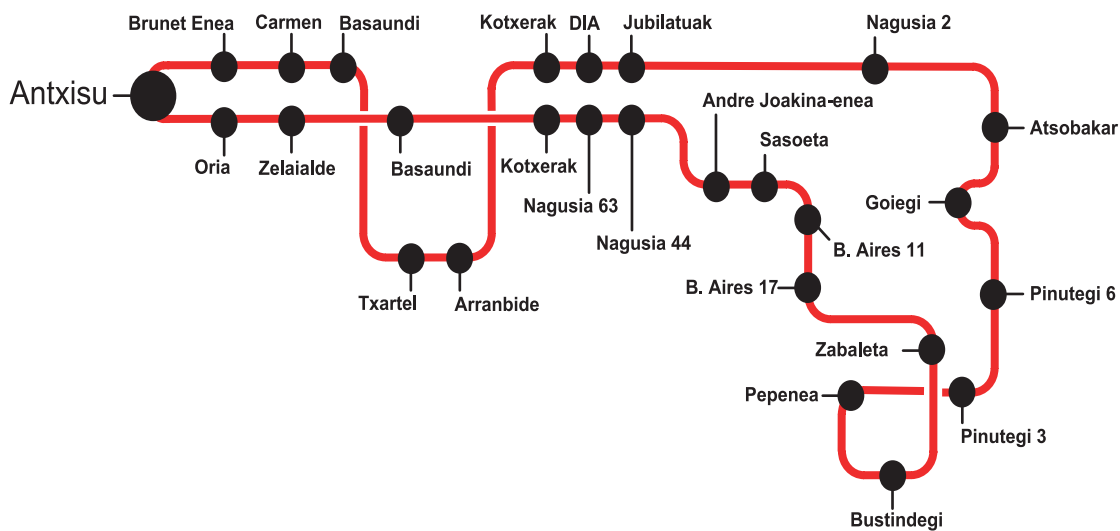 Brunet Enea
Carmen
Basaundi
Kotxerak
DIA
Jubilatuak
Nagusia 2
Antxisu
Andre Joakina-enea
Atsobakar
Sasoeta
Oria
Zelaialde
Basaundi
Kotxerak
Nagusia 63
Nagusia 44
Goiegi
B. Aires 11
B. Aires 17
Txartel
Arranbide
Pinutegi 6
Zabaleta
Pepenea
Pinutegi 3
Bustindegi